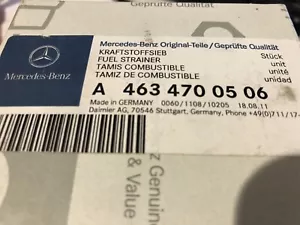 Mercedes-Benz
Mercedes-Benz Original-Teile / Geprüfte Qualität
KRAFTSTOFFSIEB
FUEL STRAINER
TAMIS COMBUSTIBLE
TAMIZ DE COMBUSTIBLE
Stück
unit
unité
unidad
A 463 470 05 06
Made in GERMANY 0060/1108/10205 18.08.11
Daimler AG, 70546 Stuttgart, Germany, Phone +49(0)711/17-
z Genuine
& Value